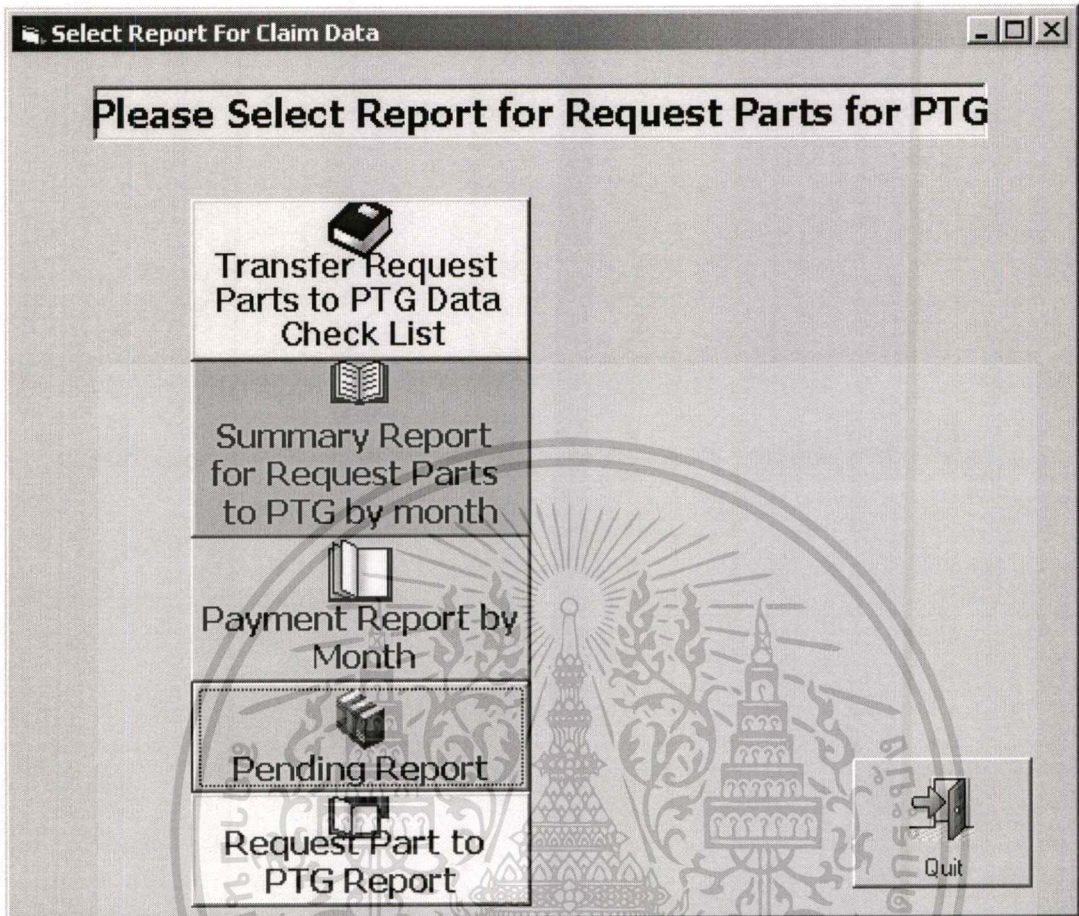 Select Report For Claim Data
Please Select Report for Request Parts for PTG
Transfer Request
Parts to PTG Data
Check List
Summary Report
for Request Parts
to PTG by month
Payment Report by
Month
Pending Report
Request Part to
PTG Report
Quit